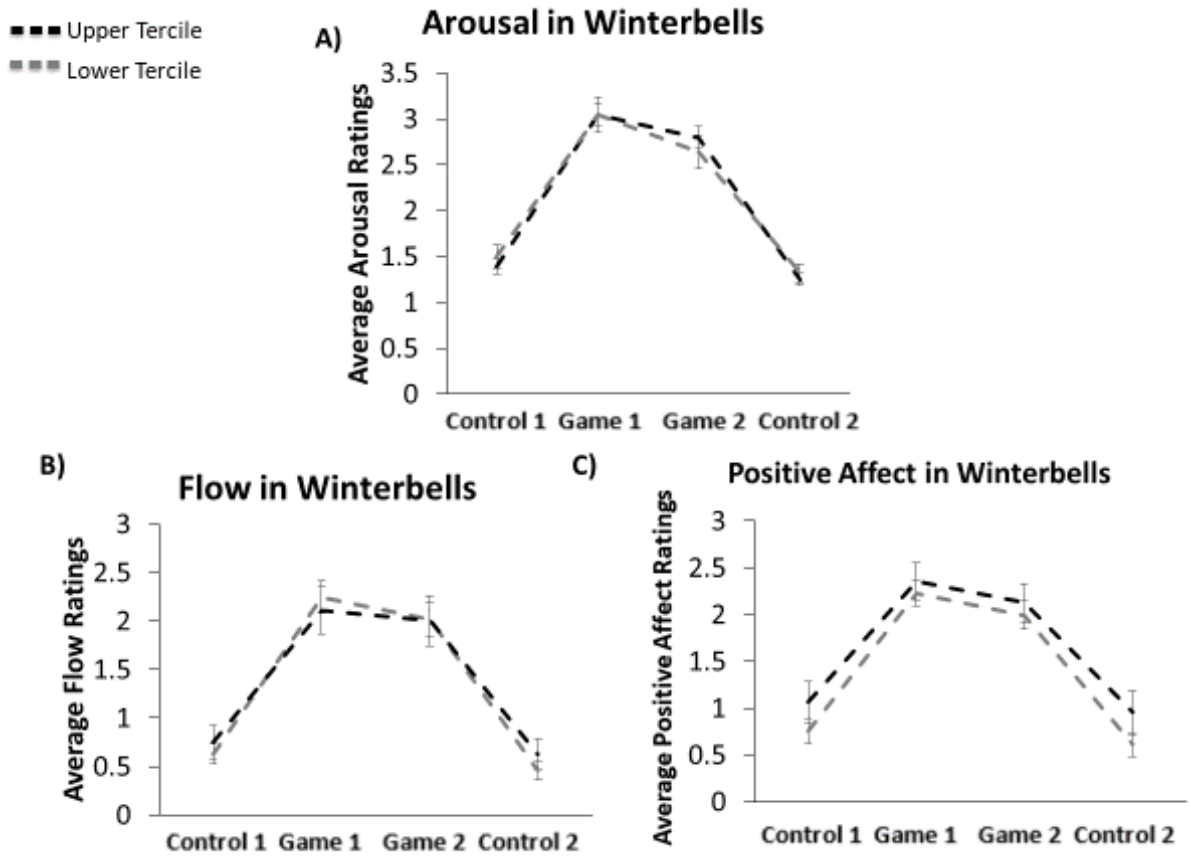 Upper Tercile
Lower Tercile
A)
Arousal in Winterbells
Average Arousal Ratings
3.5
3
2.5
2
1.5
1
0.5
0
Control 1 Game 1 Game 2 Control 2
B)
Flow in Winterbells
Average Flow Ratings
3
2.5
2
1.5
1
0.5
0
Control 1 Game 1 Game 2 Control 2
C)
Positive Affect in Winterbells
Average Positive Affect Ratings
3
2.5
2
1.5
1
0.5
0
Control 1 Game 1 Game 2 Control 2